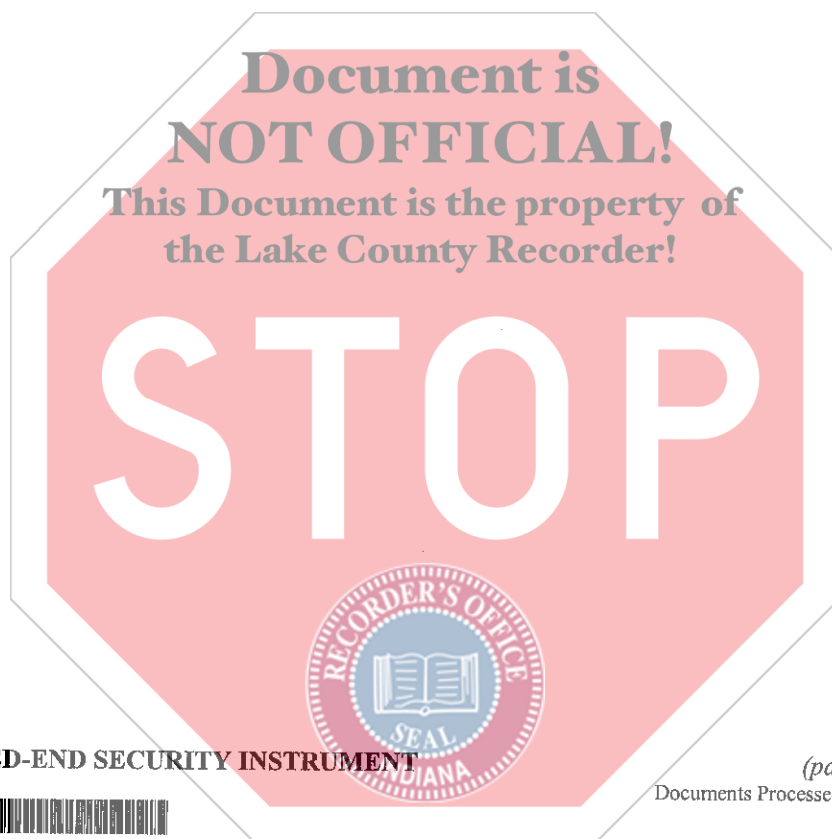 Document is
NOT OFFICIAL!
This Document is the property of
the Lake County Recorder!
STOP
RECORDER'S OFFICE
SEAL
INDIANA
D-END SECURITY INSTRUMENT
(pa
Documents Processe